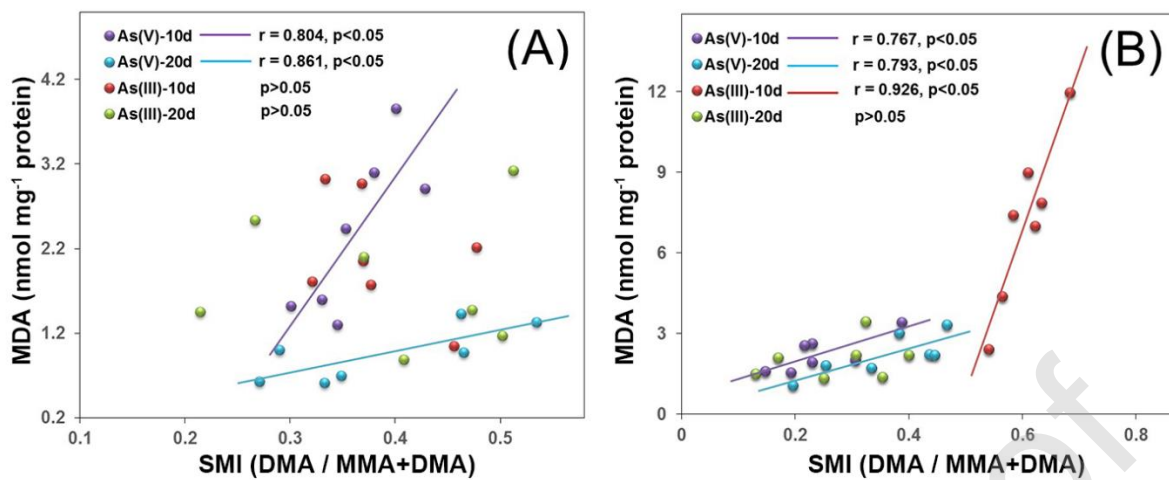 (A)
As(V)-10d r = 0.804, p<0.05
As(V)-20d r = 0.861, p<0.05
As(III)-10d p>0.05
As(III)-20d p>0.05
MDA (nmol mg⁻¹ protein)
4.2
3.2
2.2
1.2
0.2
0.1 0.2 0.3 0.4 0.5
SMI (DMA / MMA+DMA)
(B)
As(V)-10d r = 0.767, p<0.05
As(V)-20d r = 0.793, p<0.05
As(III)-10d r = 0.926, p<0.05
As(III)-20d p>0.05
MDA (nmol mg⁻¹ protein)
12
9
6
3
0
0 0.2 0.4 0.6 0.8
SMI (DMA / MMA+DMA)